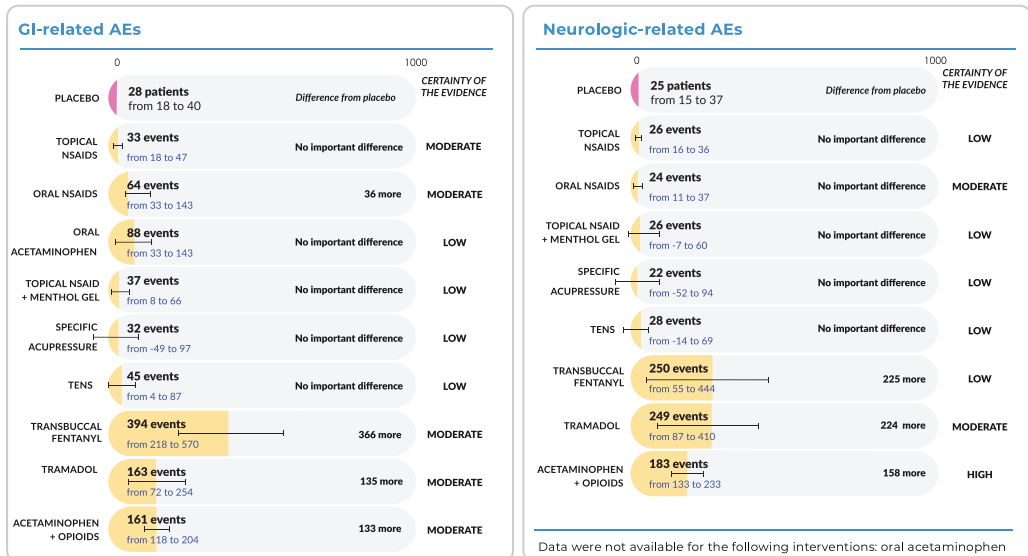 GI-related AEs
0
1000
CERTAINTY OF
THE EVIDENCE
PLACEBO
28 patients
from 18 to 40
Difference from placebo
TOPICAL
NSAIDS
33 events
from 18 to 47
No important difference
MODERATE
ORAL NSAIDS
64 events
from 33 to 143
36 more
MODERATE
ORAL
ACETAMINOPHEN
88 events
from 33 to 143
No important difference
LOW
TOPICAL NSAID
+ MENTHOL GEL
37 events
from 8 to 66
No important difference
LOW
SPECIFIC
ACUPRESSURE
32 events
from -49 to 97
No important difference
LOW
TENS
45 events
from 4 to 87
No important difference
LOW
TRANSBUCCAL
FENTANYL
394 events
from 218 to 570
366 more
MODERATE
TRAMADOL
163 events
from 72 to 254
135 more
MODERATE
ACETAMINOPHEN
+ OPIOIDS
161 events
from 118 to 204
133 more
MODERATE
Neurologic-related AEs
0
1000
CERTAINTY OF
THE EVIDENCE
PLACEBO
25 patients
from 15 to 37
Difference from placebo
TOPICAL
NSAIDS
26 events
from 16 to 36
No important difference
LOW
ORAL NSAIDS
24 events
from 11 to 37
No important difference
MODERATE
TOPICAL NSAID
+ MENTHOL GEL
26 events
from -7 to 60
No important difference
LOW
SPECIFIC
ACUPRESSURE
22 events
from -52 to 94
No important difference
LOW
TENS
28 events
from -14 to 69
No important difference
LOW
TRANSBUCCAL
FENTANYL
250 events
from 55 to 444
225 more
LOW
TRAMADOL
249 events
from 87 to 410
224 more
MODERATE
ACETAMINOPHEN
+ OPIOIDS
183 events
from 133 to 233
158 more
HIGH
Data were not available for the following interventions: oral acetaminophen